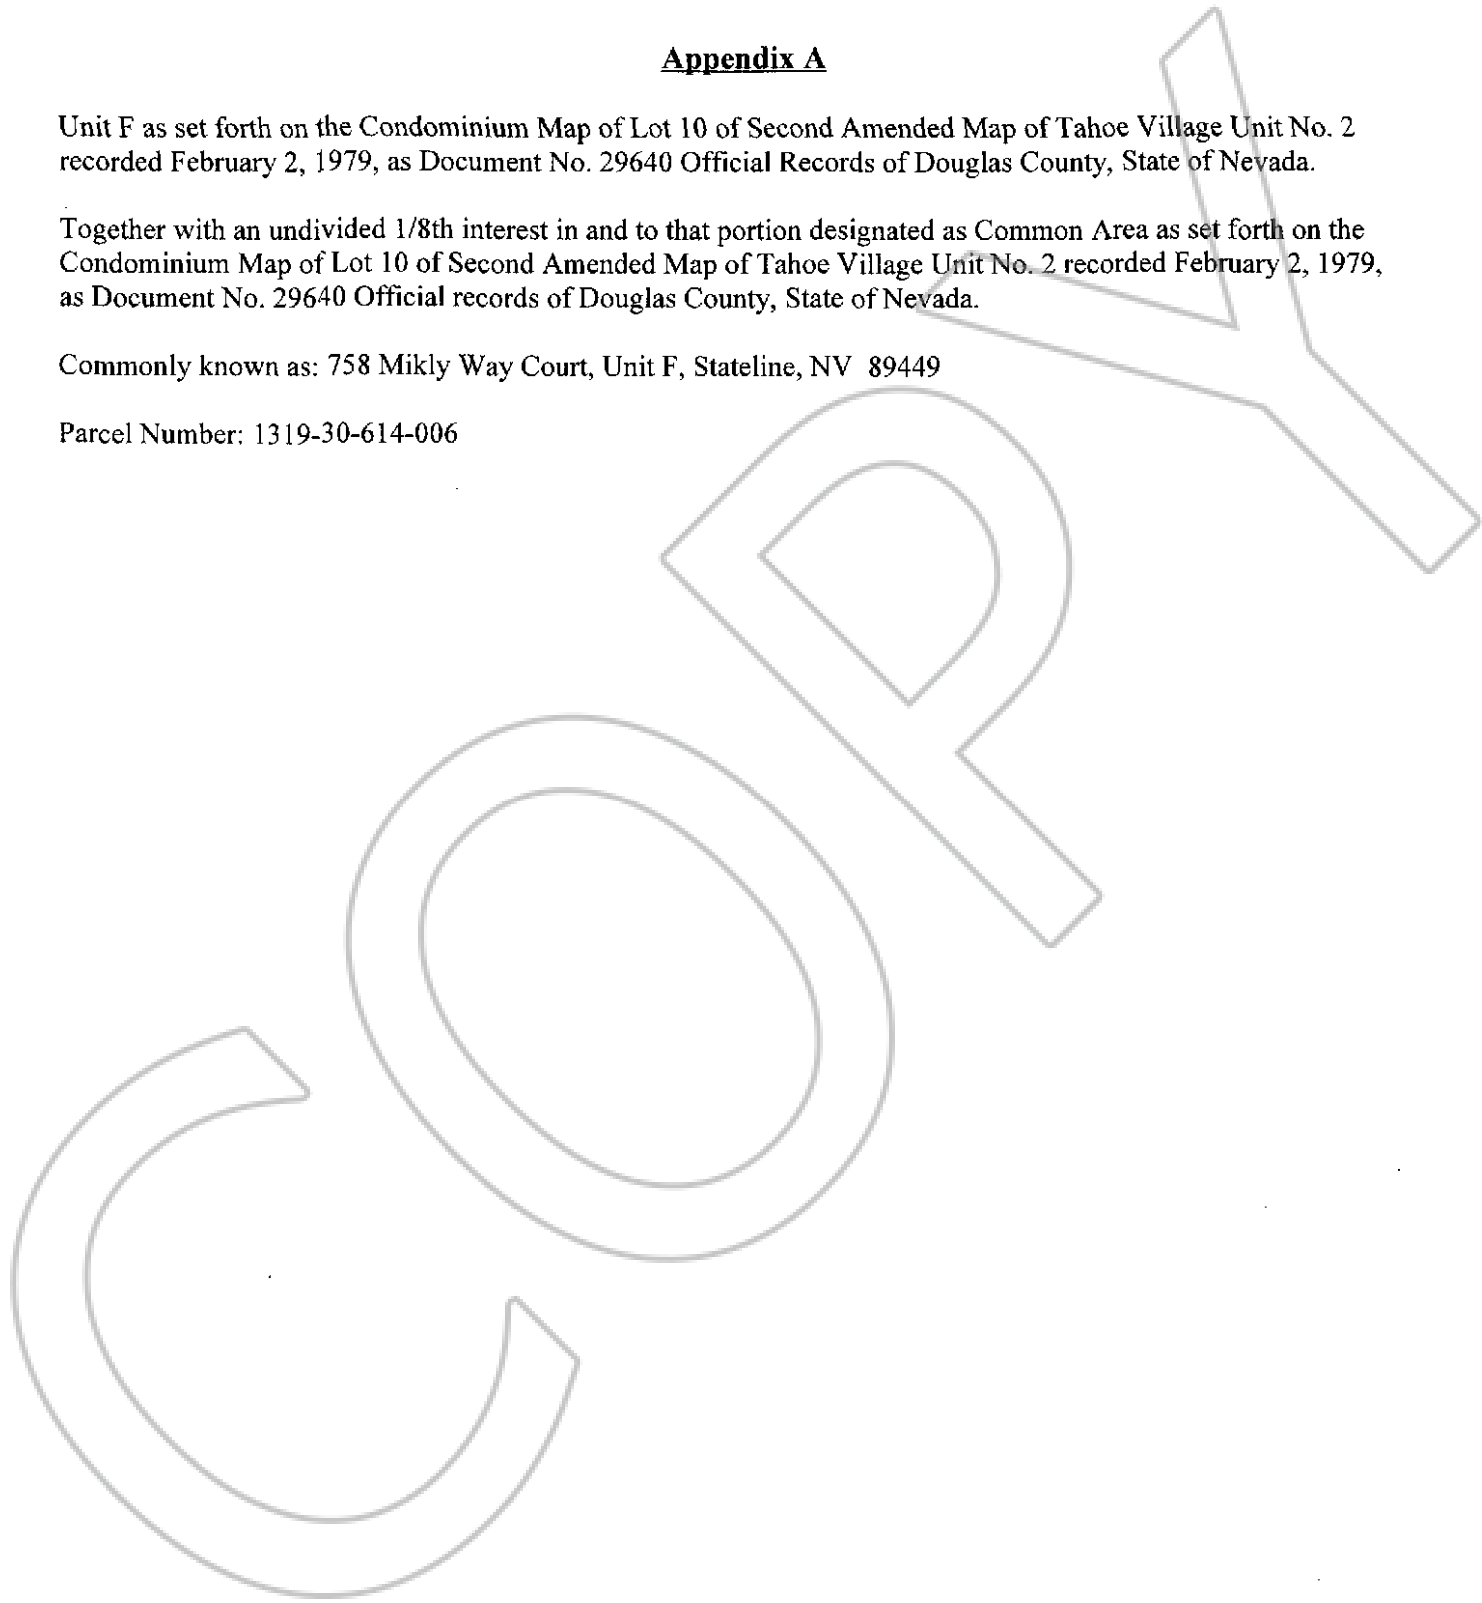 Appendix A
Unit F as set forth on the Condominium Map of Lot 10 of Second Amended Map of Tahoe Village Unit No. 2
recorded February 2, 1979, as Document No. 29640 Official Records of Douglas County, State of Nevada.
Together with an undivided 1/8th interest in and to that portion designated as Common Area as set forth on the
Condominium Map of Lot 10 of Second Amended Map of Tahoe Village Unit No. 2 recorded February 2, 1979,
as Document No. 29640 Official records of Douglas County, State of Nevada.
Commonly known as: 758 Mikly Way Court, Unit F, Stateline, NV 89449
Parcel Number: 1319-30-614-006
COPY